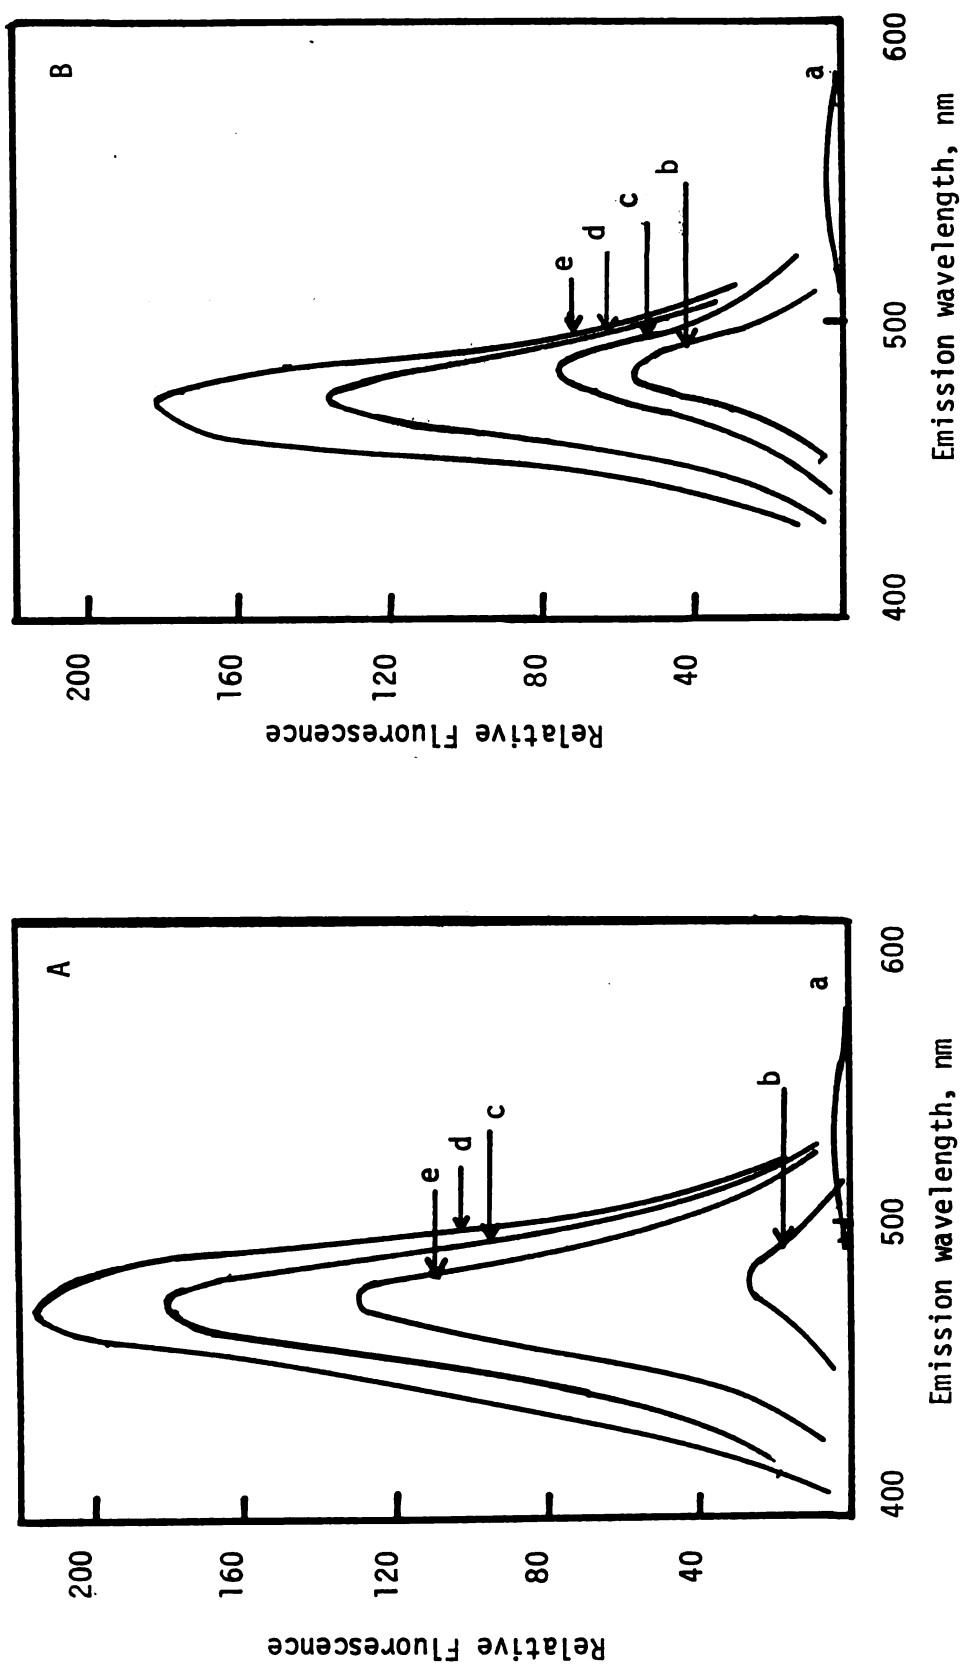 A
Relative Fluorescence
200
160
120
80
40
e
d
c
b
a
400
500
600
Emission wavelength, nm
B
Relative Fluorescence
200
160
120
80
40
e
d
c
b
a
400
500
600
Emission wavelength, nm